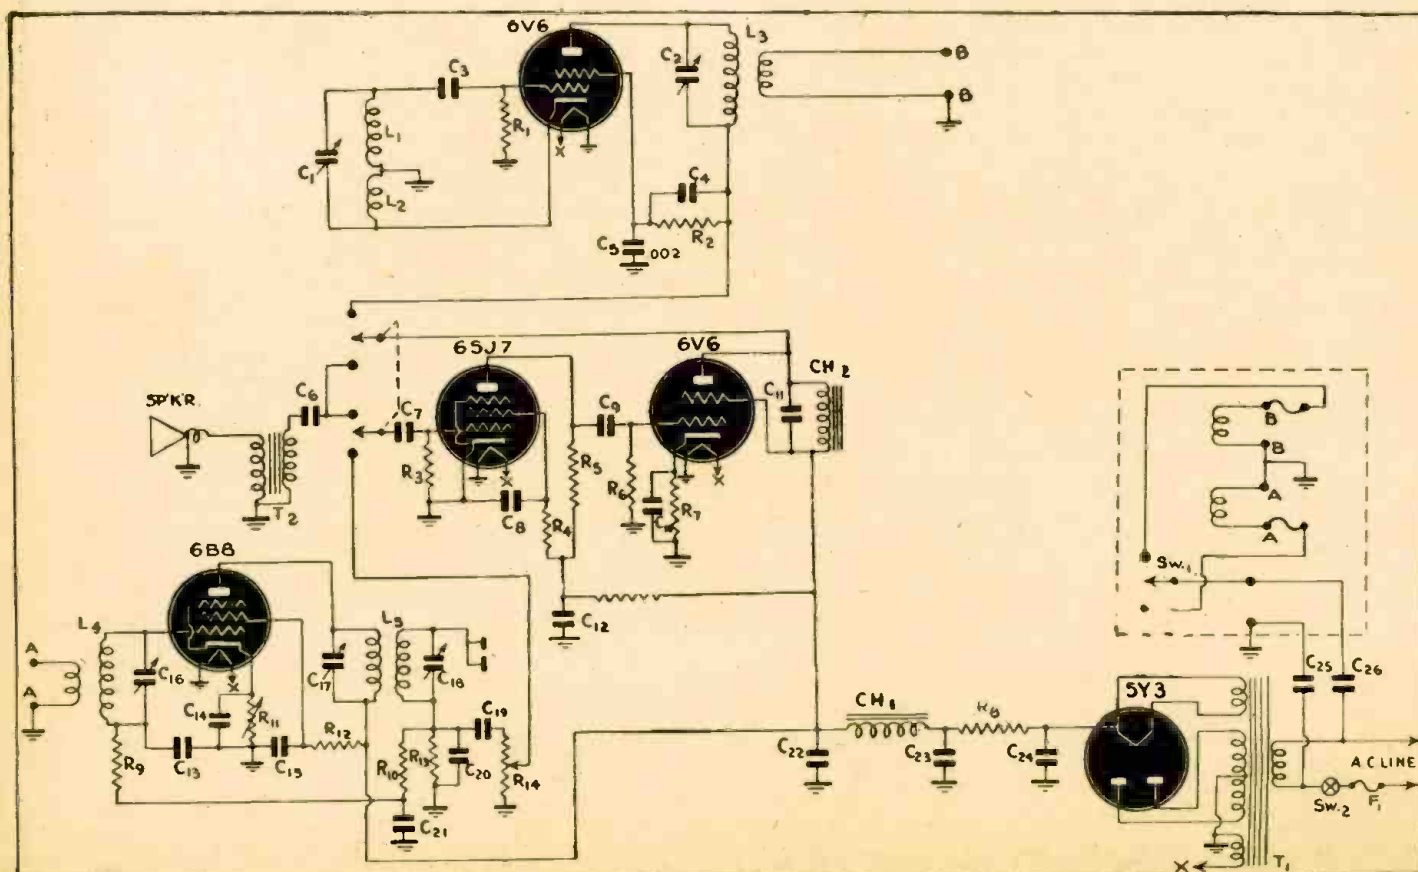 6V6
L3
C2
B
C3
L1
R1
B
X
C1
C4
L2
R2
C5
002
6SJ7
6V6
CH2
SP'K'R.
C6
C7
C9
C11
B
R3
R5
B
X
R6
X
A
C8
R4
R7
T2
6B8
A
SW.1
L4
L5
C12
A
C16
X
C17
C18
C25
C26
A
C14
R11
5Y3
CH1
R8
C19
R12
C13
C15
C22
C23
C24
A C LINE
R9
R10
R13
C20
R14
SW.2
F1
C21
X
T1